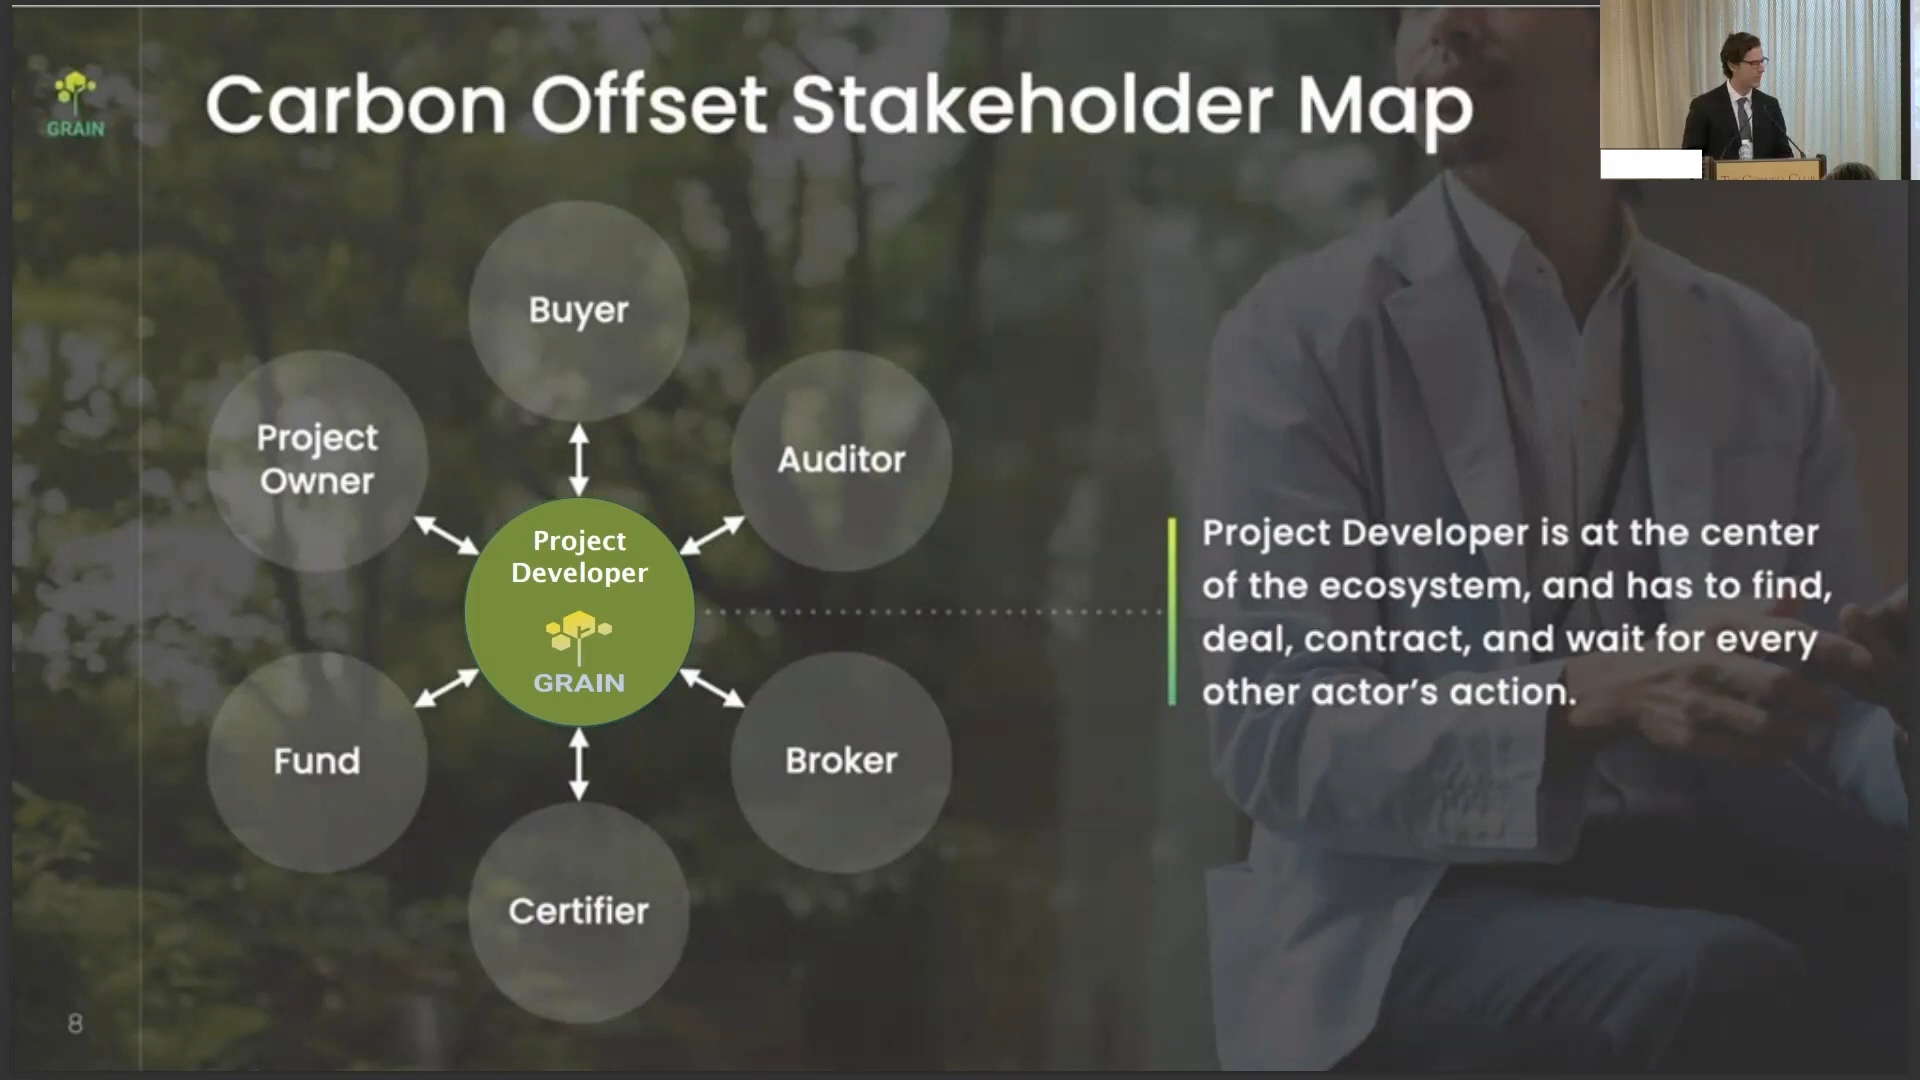 GRAIN
Carbon Offset Stakeholder Map
Buyer
Project
Owner
Auditor
Project
Developer
GRAIN
Project Developer is at the center
of the ecosystem, and has to find,
deal, contract, and wait for every
other actor’s action.
Fund
Broker
Certifier
8